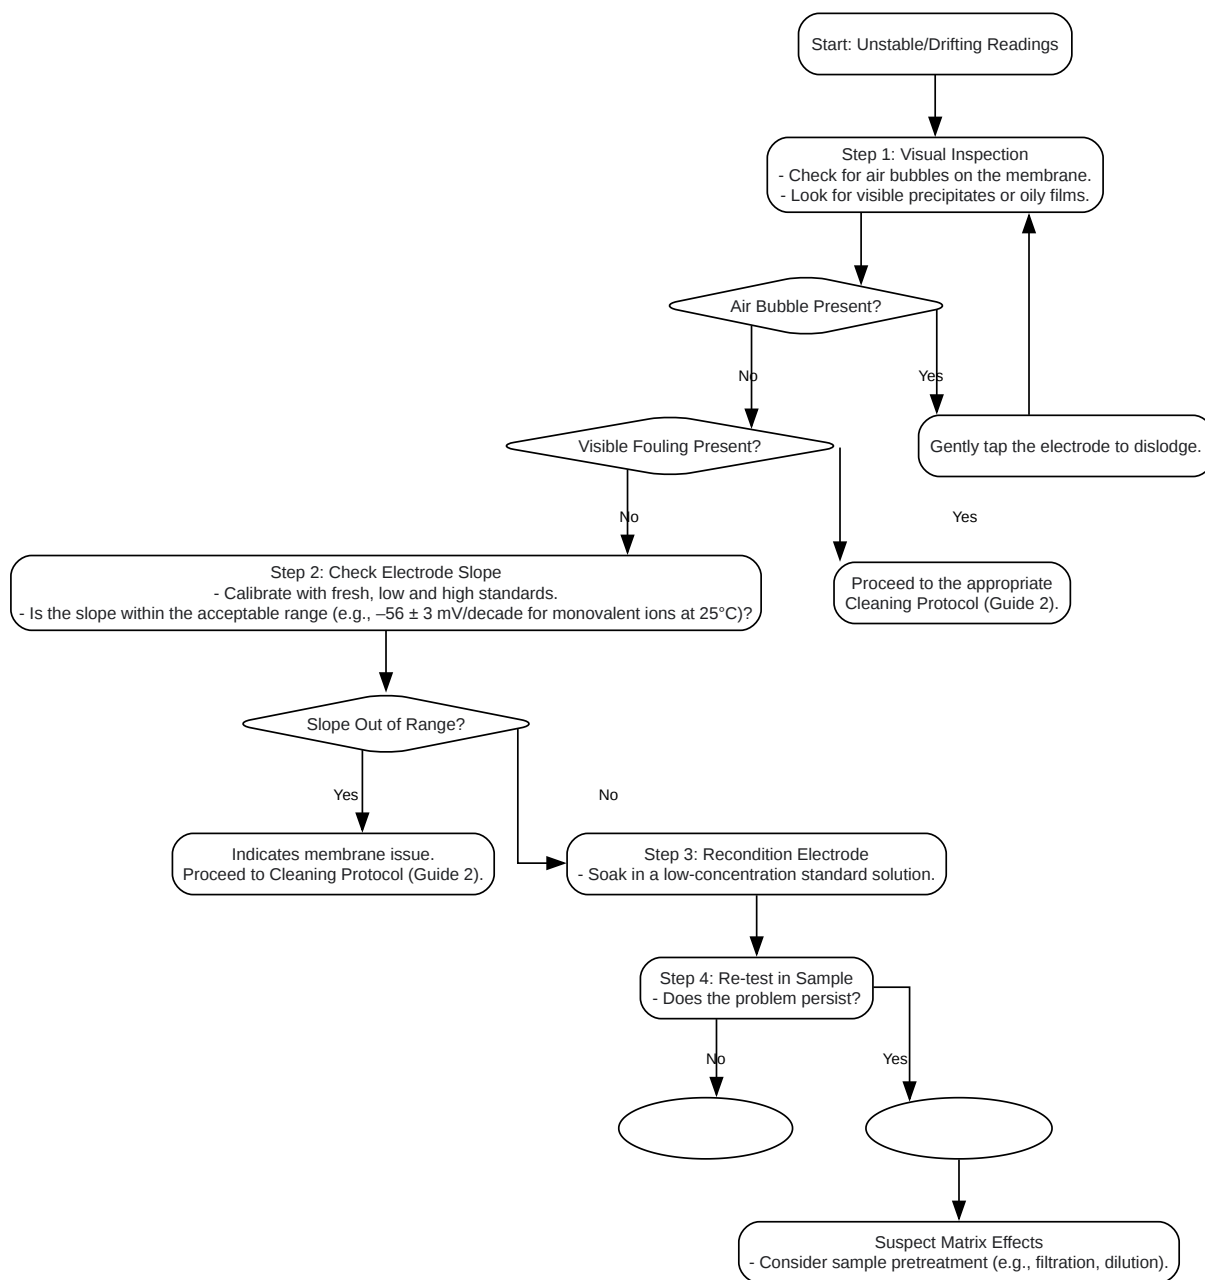 Start: Unstable/Drifting Readings
Step 1: Visual Inspection
- Check for air bubbles on the membrane.
- Look for visible precipitates or oily films.
Air Bubble Present?
No
Yes
Visible Fouling Present?
Gently tap the electrode to dislodge.
No
Yes
Step 2: Check Electrode Slope
- Calibrate with fresh, low and high standards.
- Is the slope within the acceptable range (e.g., –56 ± 3 mV/decade for monovalent ions at 25°C)?
Proceed to the appropriate
Cleaning Protocol (Guide 2).
Slope Out of Range?
Yes
No
Indicates membrane issue.
Proceed to Cleaning Protocol (Guide 2).
Step 3: Recondition Electrode
- Soak in a low-concentration standard solution.
Step 4: Re-test in Sample
- Does the problem persist?
No
Yes
Suspect Matrix Effects
- Consider sample pretreatment (e.g., filtration, dilution).